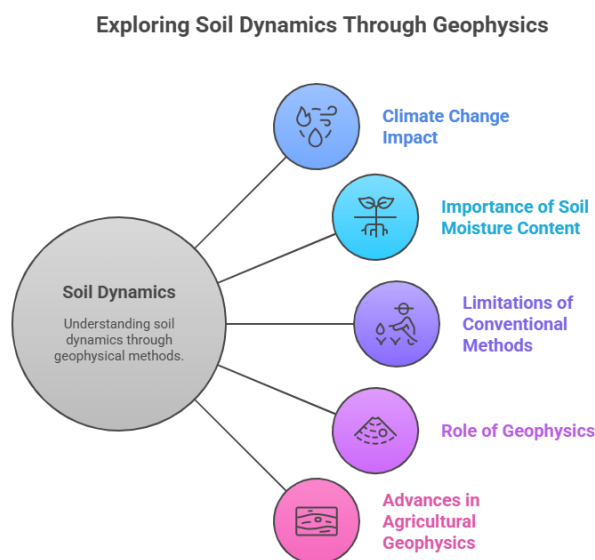 Exploring Soil Dynamics Through Geophysics
Climate Change
Impact
Importance of Soil
Moisture Content
Soil Dynamics
Understanding soil
dynamics through
geophysical methods.
Limitations of
Conventional
Methods
Role of Geophysics
Advances in
Agricultural
Geophysics